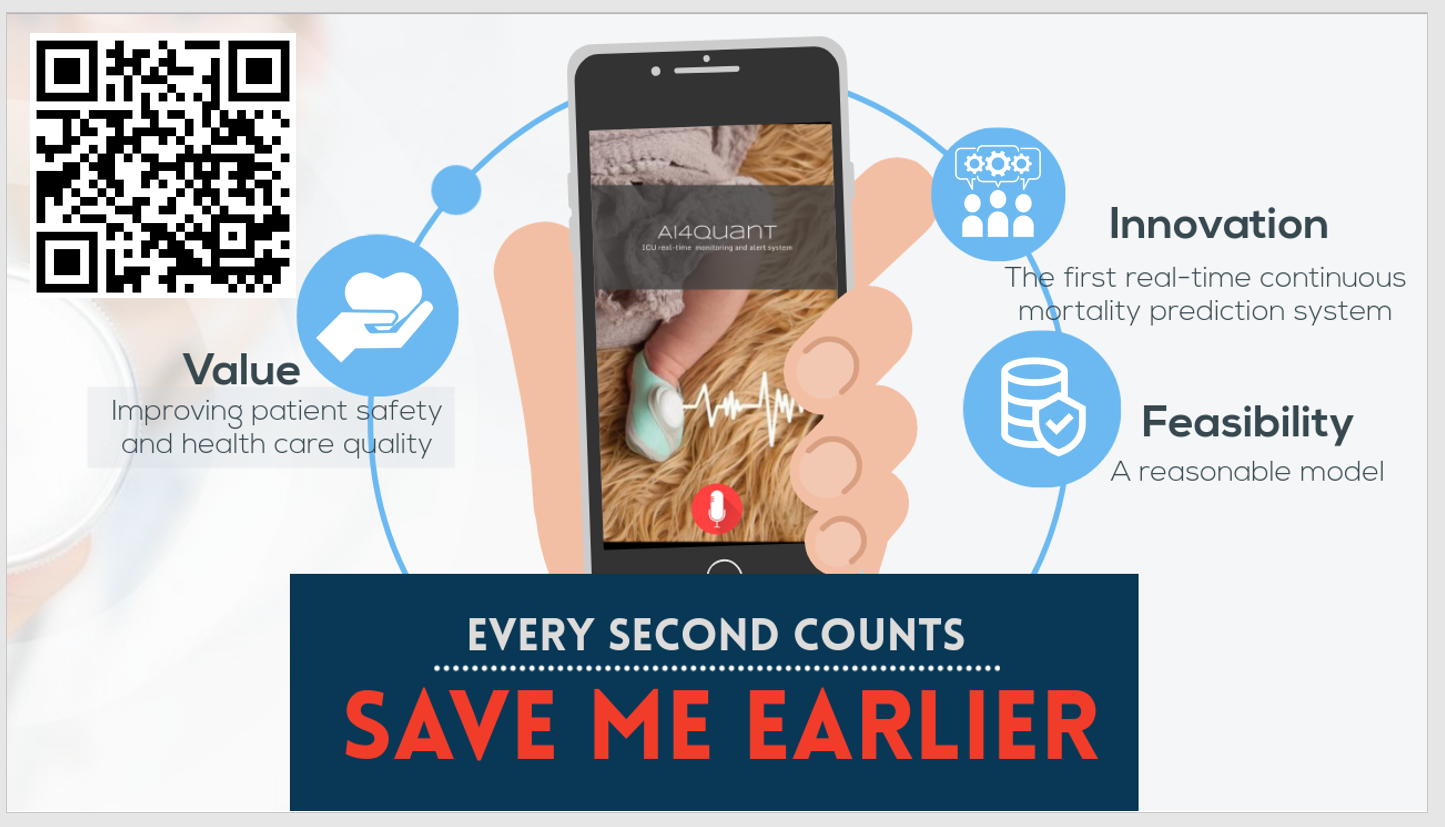 AI4QUANT
ICU real-time monitoring and alert system
Innovation
The first real-time continuous
mortality prediction system
Value
Improving patient safety
and health care quality
Feasibility
A reasonable model
EVERY SECOND COUNTS
SAVE ME EARLIER